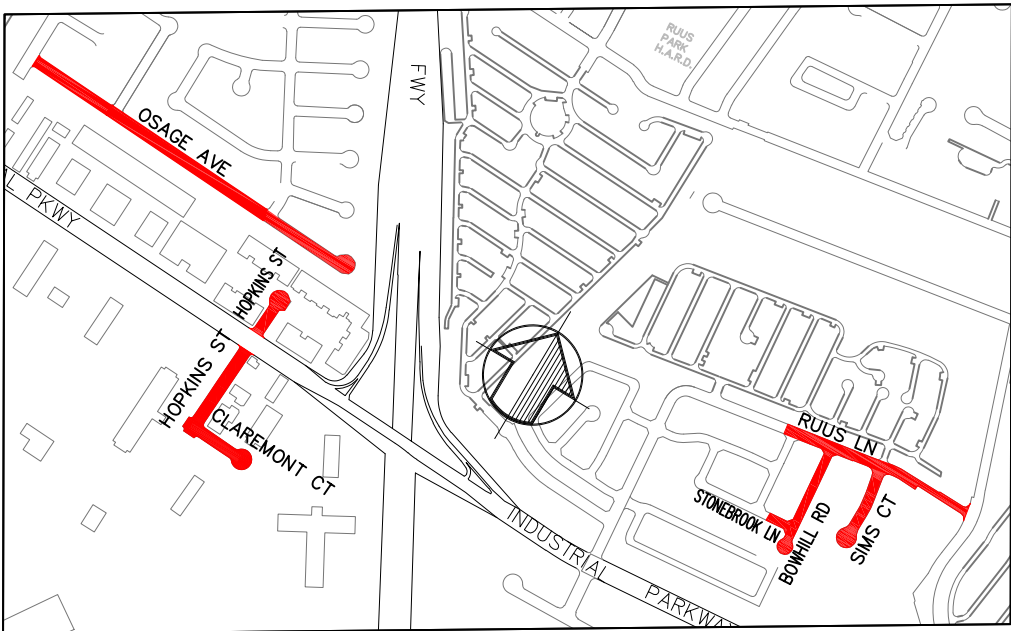 RUUS
PARK
H.A.R.D.
FWY
OSAGE AVE
L PKWY
HOPKINS ST
HOPKINS ST
CLAREMONT CT
RUUS LN
STONEBROOK LN
BOWHILL RD
SIMS CT
INDUSTRIAL PARKWAY